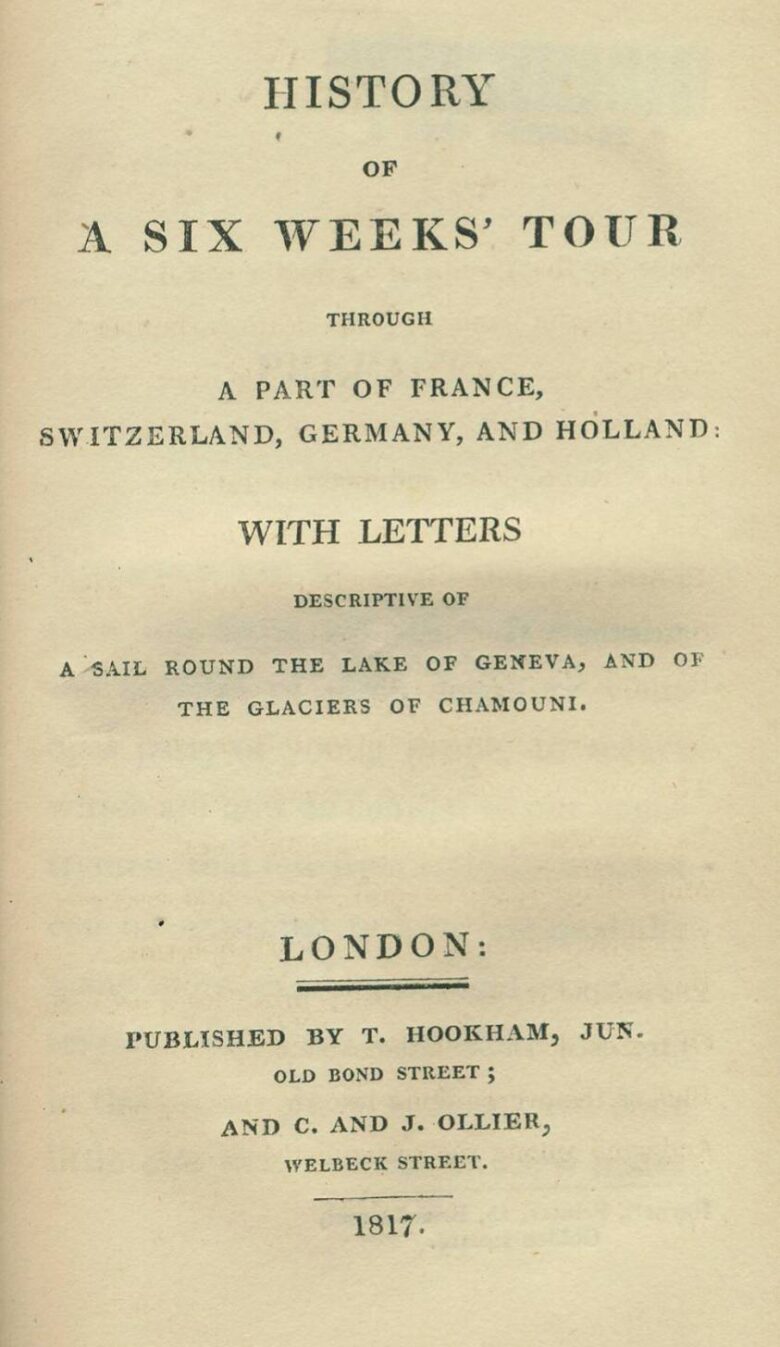 HISTORY
OF
A SIX WEEKS' TOUR
THROUGH
A PART OF FRANCE,
SWITZERLAND, GERMANY, AND HOLLAND:
WITH LETTERS
DESCRIPTIVE OF
A SAIL ROUND THE LAKE OF GENEVA, AND OF
THE GLACIERS OF CHAMOUNI.
LONDON:
PUBLISHED BY T. HOOKHAM, JUN.
OLD BOND STREET;
AND C. AND J. OLLIER,
WELBECK STREET.
1817.